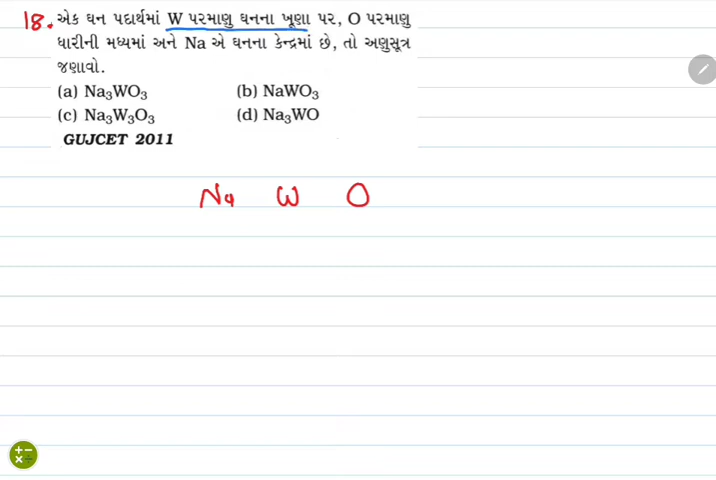 18. એક ઘન પદાર્થમાં W પરમાણુ ઘનના ખૂણા પર, O પરમાણુ
ધારીની મધ્યમાં અને Na એ ઘનના કેન્દ્રમાં છે, તો અણુસૂત્ર
જણાવો.
(a) Na₃WO₃ (b) NaWO₃
(c) Na₃W₃O₃ (d) Na₃WO
GUJCET 2011
Na W O